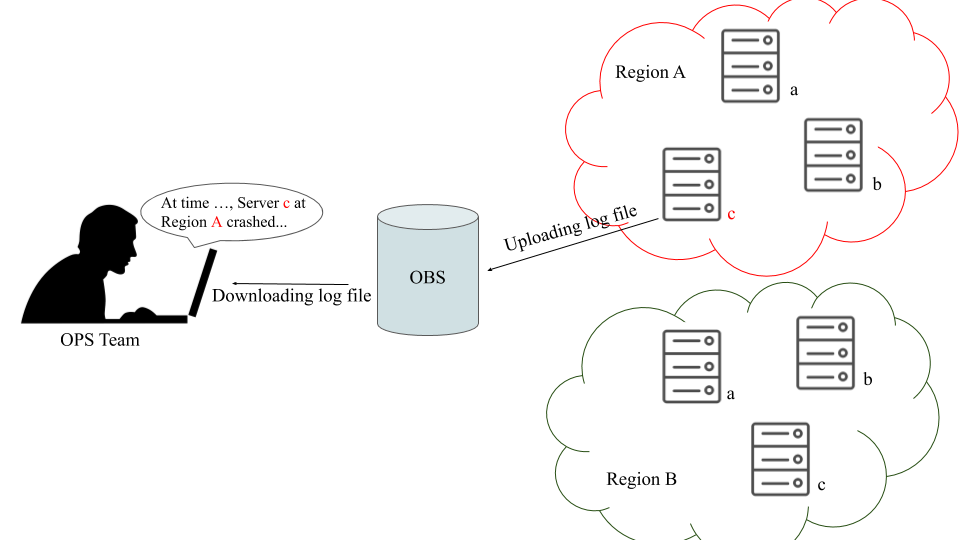 Region A
a
b
c
Uploading log file
At time …, Server c at
Region A crashed...
OBS
Downloading log file
OPS Team
a
b
c
Region B